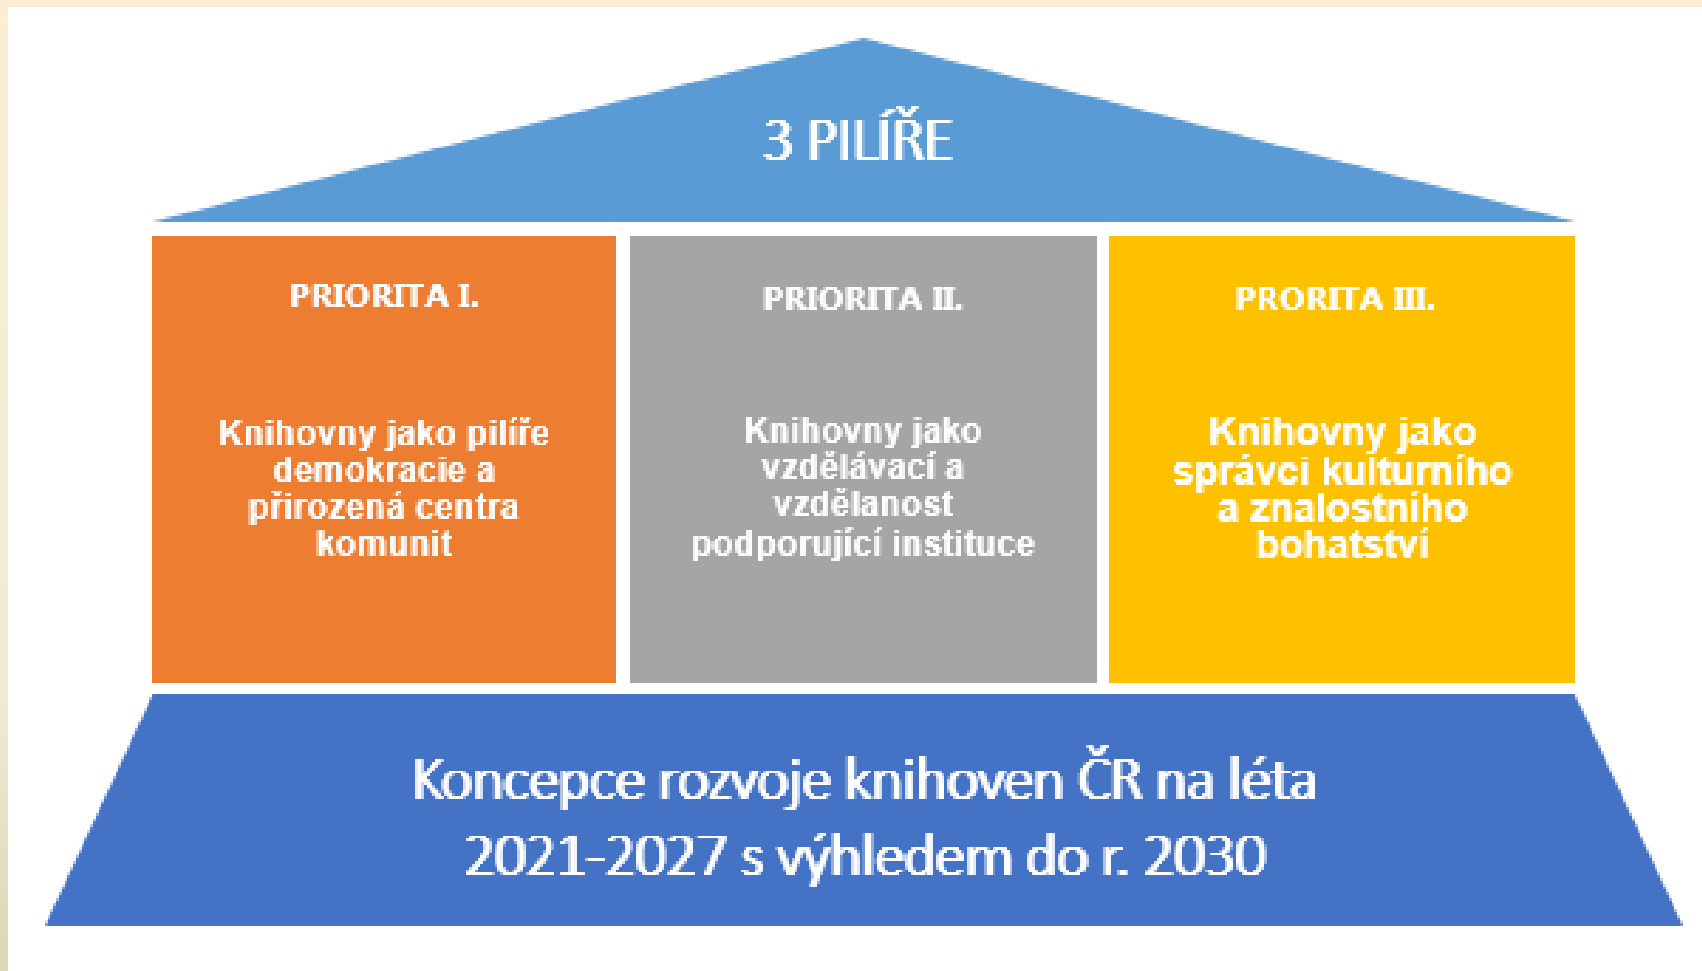 3 PILÍŘE
PRIORITA I.
Knihovny jako pilíře
demokracie a
přirozená centra
komunit
PRIORITA II.
Knihovny jako
vzdělávací a
vzdělanost
podporující instituce
PRORITA III.
Knihovny jako
správci kulturního
a znalostního
bohatství
Koncepce rozvoje knihoven ČR na léta
2021-2027 s výhledem do r. 2030